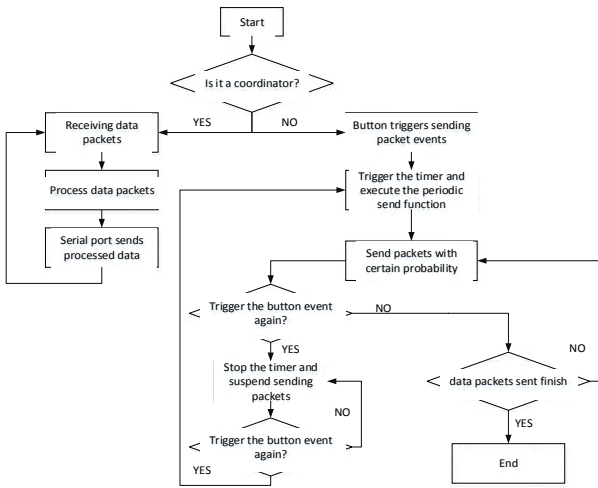 Start
Is it a coordinator?
YES
NO
Receiving data
packets
Button triggers sending
packet events
Process data packets
Trigger the timer and
execute the periodic
send function
Serial port sends
processed data
Send packets with
certain probability
Trigger the button event
again?
NO
YES
NO
Stop the timer and
suspend sending
packets
data packets sent finish
NO
YES
Trigger the button event
again?
YES
End